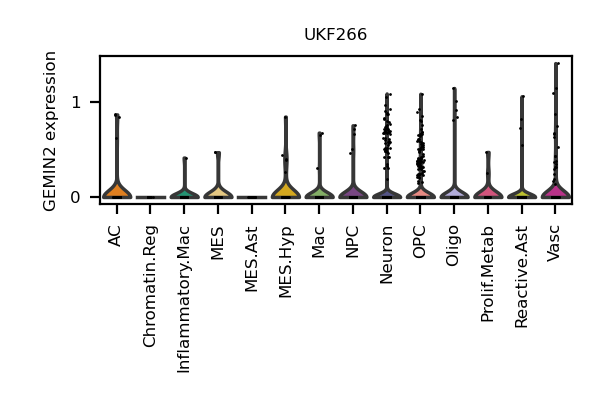 UKF266
GEMIN2 expression
1
0
AC
Chromatin.Reg
Inflammatory.Mac
MES
MES.Ast
MES.Hyp
Mac
NPC
Neuron
OPC
Oligo
Prolif.Metab
Reactive.Ast
Vasc